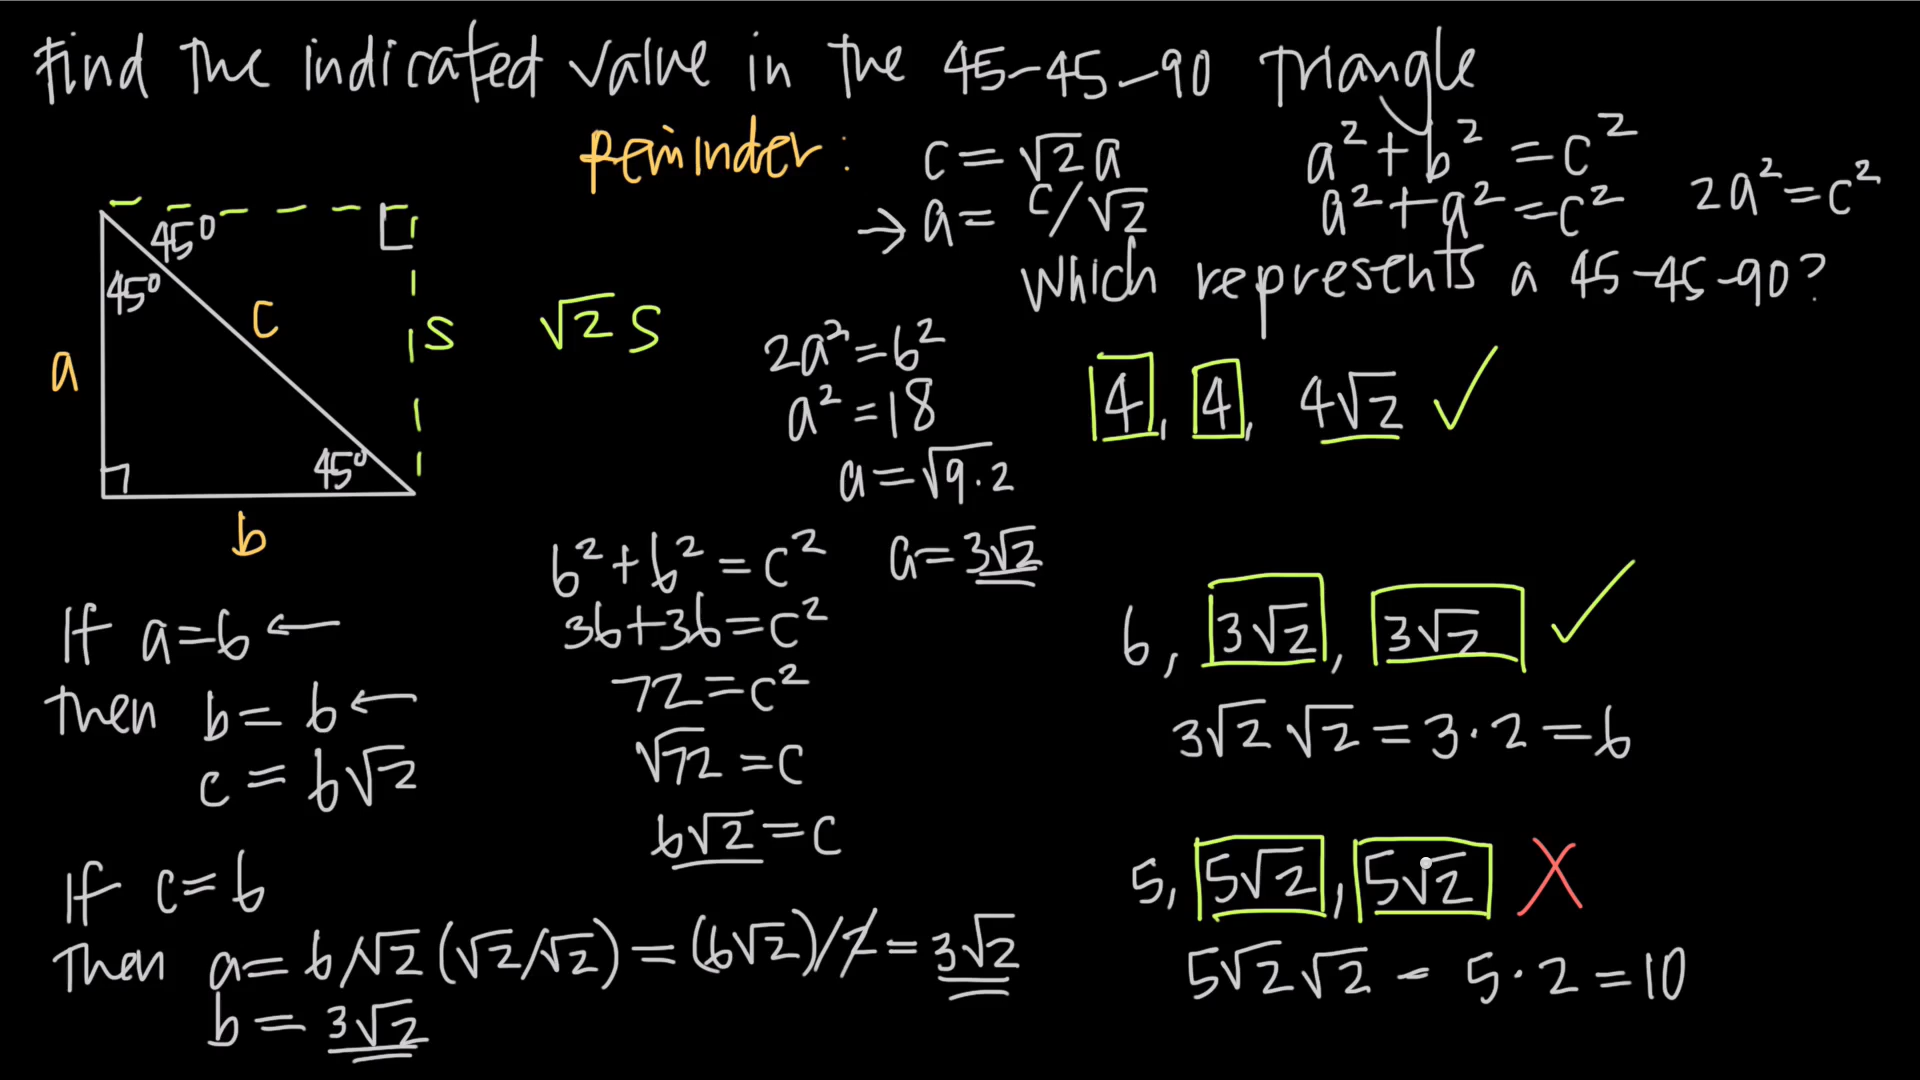 Find the indicated value in the 45-45-90 triangle
Reminder: c = √2 a
→ a = c/√2
a² + b² = c²
a² + a² = c²
2a² = c²
45°
45°
a
c
45°
b
s
√2 s
If a = 6 ←
then b = 6 ←
c = 6√2
If c = 6
Then a = 6/√2 (√2/√2) = (6√2)/2 = 3√2
b = 3√2
6² + 6² = c²
36 + 36 = c²
72 = c²
√72 = c
6√2 = c
2a² = 6²
a² = 18
a = √9·2
a = 3√2
Which represents a 45-45-90?
4, 4, 4√2 ✓
6, 3√2, 3√2 ✓
3√2 √2 = 3·2 = 6
5, 5√2, 5√2 X
5√2 √2 - 5·2 = 10